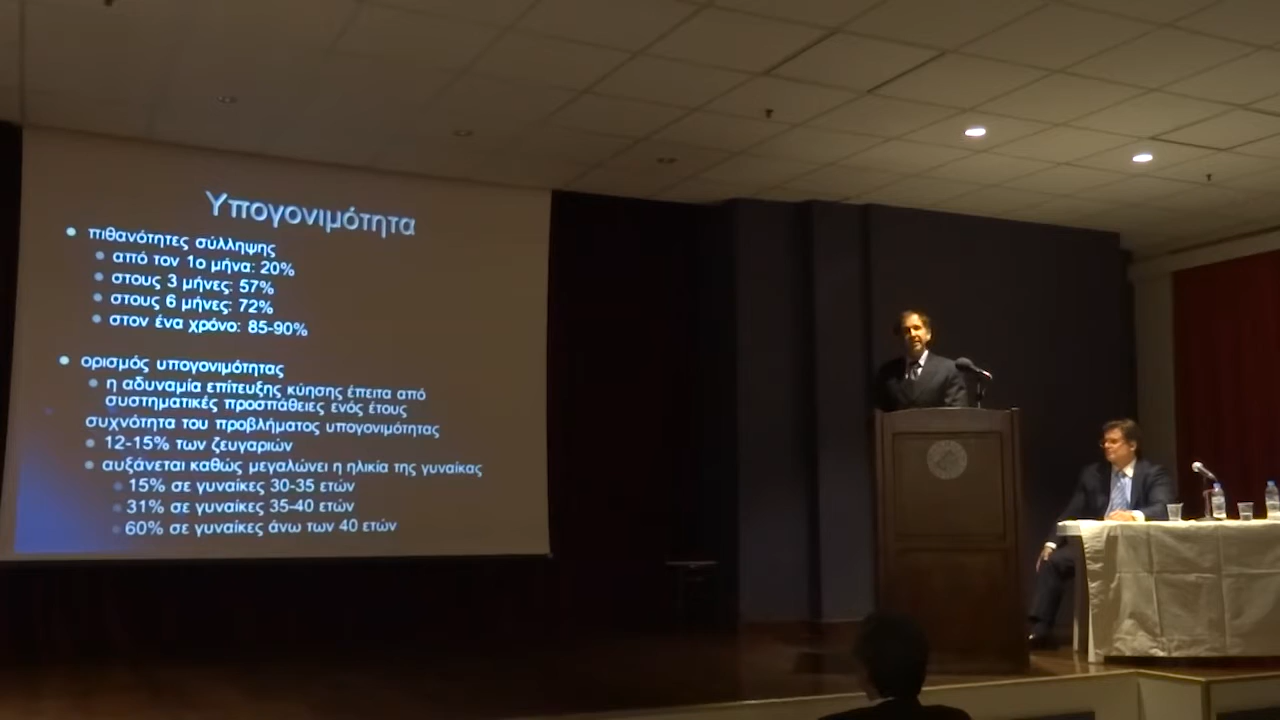 Υπογονιμότητα
πιθανότητες σύλληψης
από τον 1ο μήνα: 20%
στους 3 μήνες: 57%
στους 6 μήνες: 72%
στον ένα χρόνο: 85-90%
ορισμός υπογονιμότητας
η αδυναμία επίτευξης κύησης έπειτα από
συστηματικές προσπάθειες ενός έτους
συχνότητα του προβλήματος υπογονιμότητας
12-15% των ζευγαριών
αυξάνεται καθώς μεγαλώνει η ηλικία της γυναίκας
15% σε γυναίκες 30-35 ετών
31% σε γυναίκες 35-40 ετών
60% σε γυναίκες άνω των 40 ετών